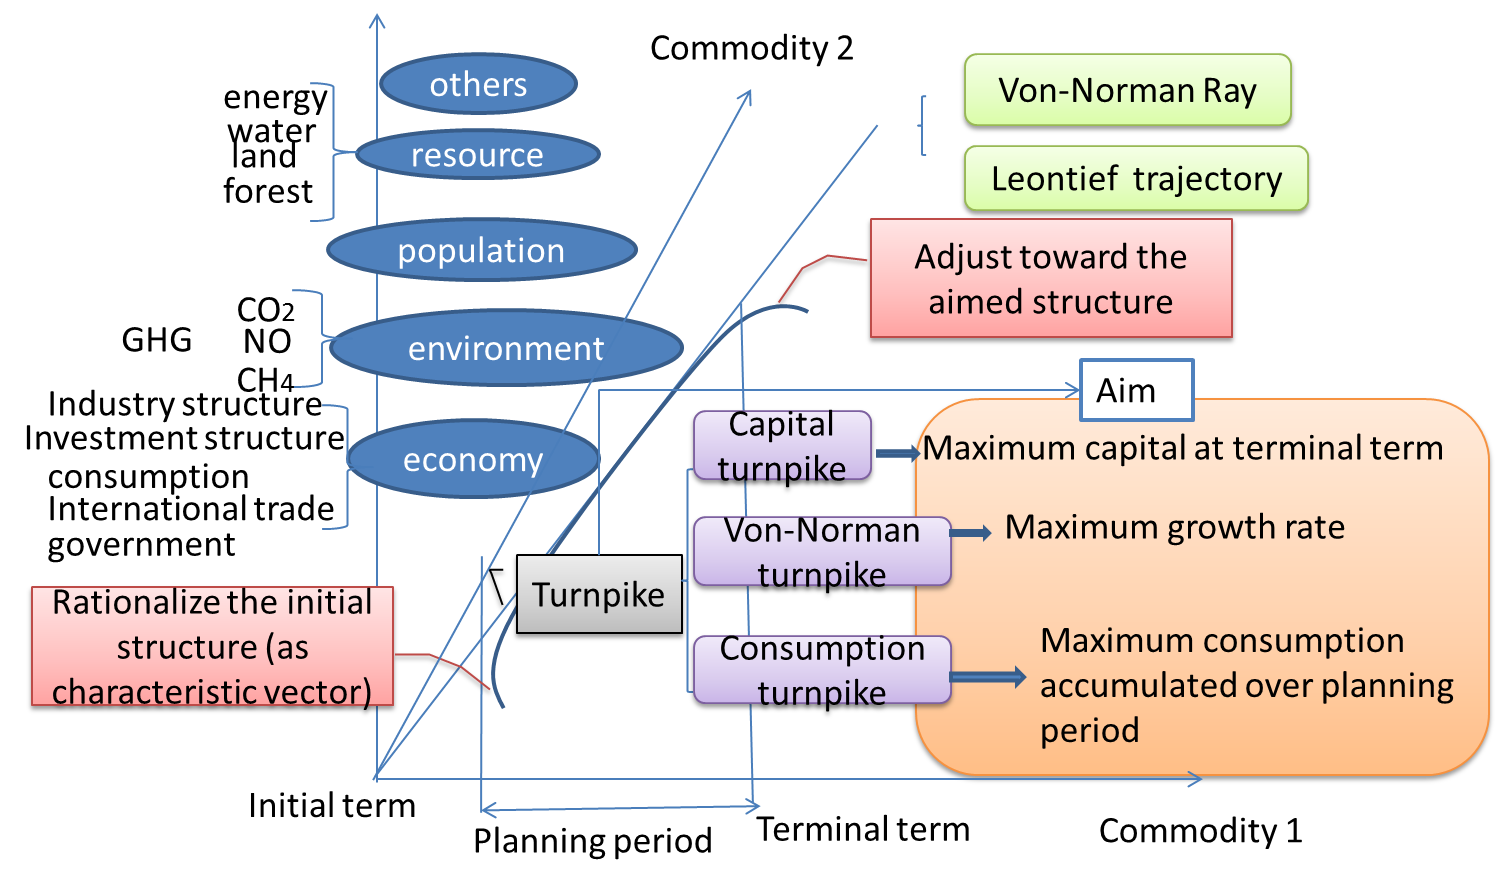 Commodity 2
others
energy
water
land
forest
resource
population
CO2
GHG
NO
CH4
environment
Industry structure
Investment structure
consumption
International trade
government
economy
Von-Norman Ray
Leontief trajectory
Adjust toward the
aimed structure
Aim
Capital
turnpike
Maximum capital at terminal term
Von-Norman
turnpike
Maximum growth rate
Turnpike
Consumption
turnpike
Maximum consumption
accumulated over planning
period
Rationalize the initial
structure (as
characteristic vector)
Initial term
Planning period
Terminal term
Commodity 1